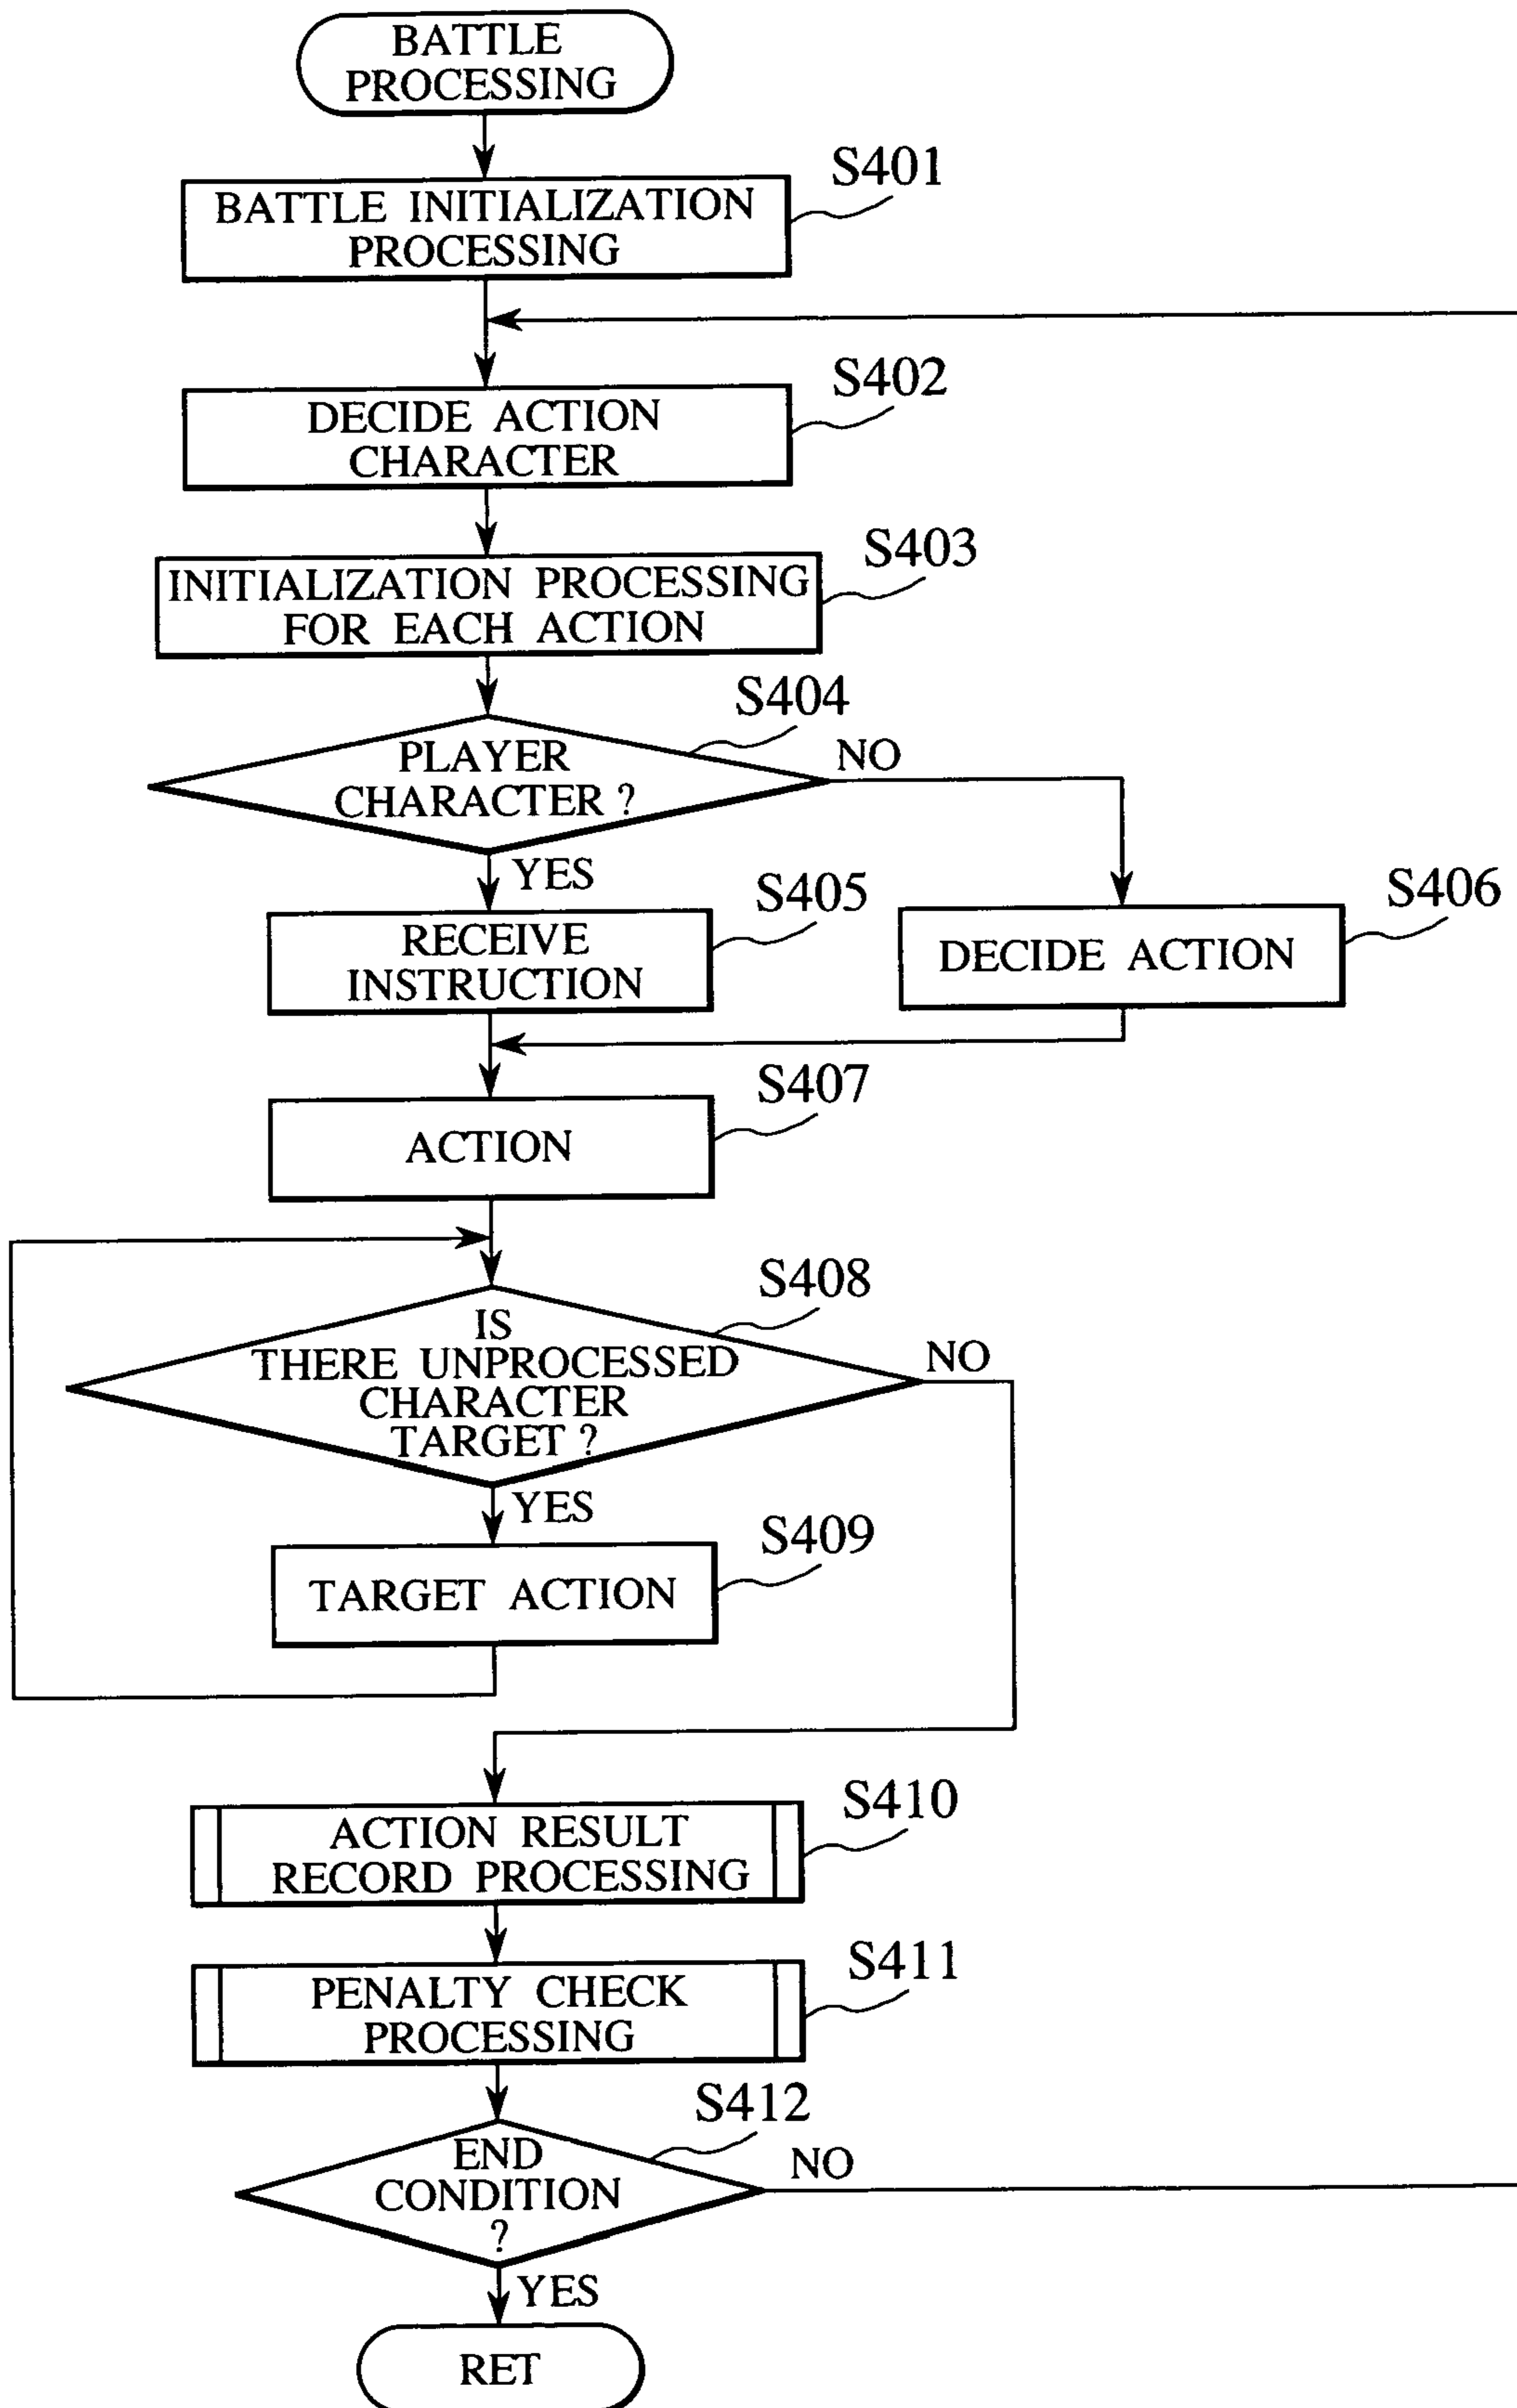 BATTLE
PROCESSING
S401
BATTLE INITIALIZATION
PROCESSING
S402
DECIDE ACTION
CHARACTER
S403
INITIALIZATION PROCESSING
FOR EACH ACTION
S404
PLAYER
CHARACTER ?
NO
YES
S405
RECEIVE
INSTRUCTION
S406
DECIDE ACTION
S407
ACTION
S408
IS
THERE UNPROCESSED
CHARACTER
TARGET ?
NO
YES
S409
TARGET ACTION
S410
ACTION RESULT
RECORD PROCESSING
S411
PENALTY CHECK
PROCESSING
S412
END
CONDITION
?
NO
YES
RET